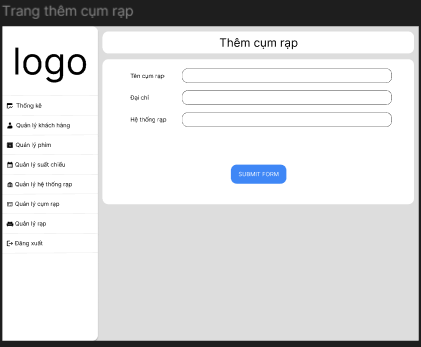 Trang thêm cụm rạp
logo
Thống kê
Quản lý khách hàng
Quản lý phim
Quản lý suất chiếu
Quản lý hệ thống rạp
Quản lý cụm rạp
Quản lý rạp
Đăng xuất
Thêm cụm rạp
Tên cụm rạp
Đại chỉ
Hệ thống rạp
SUBMIT FORM